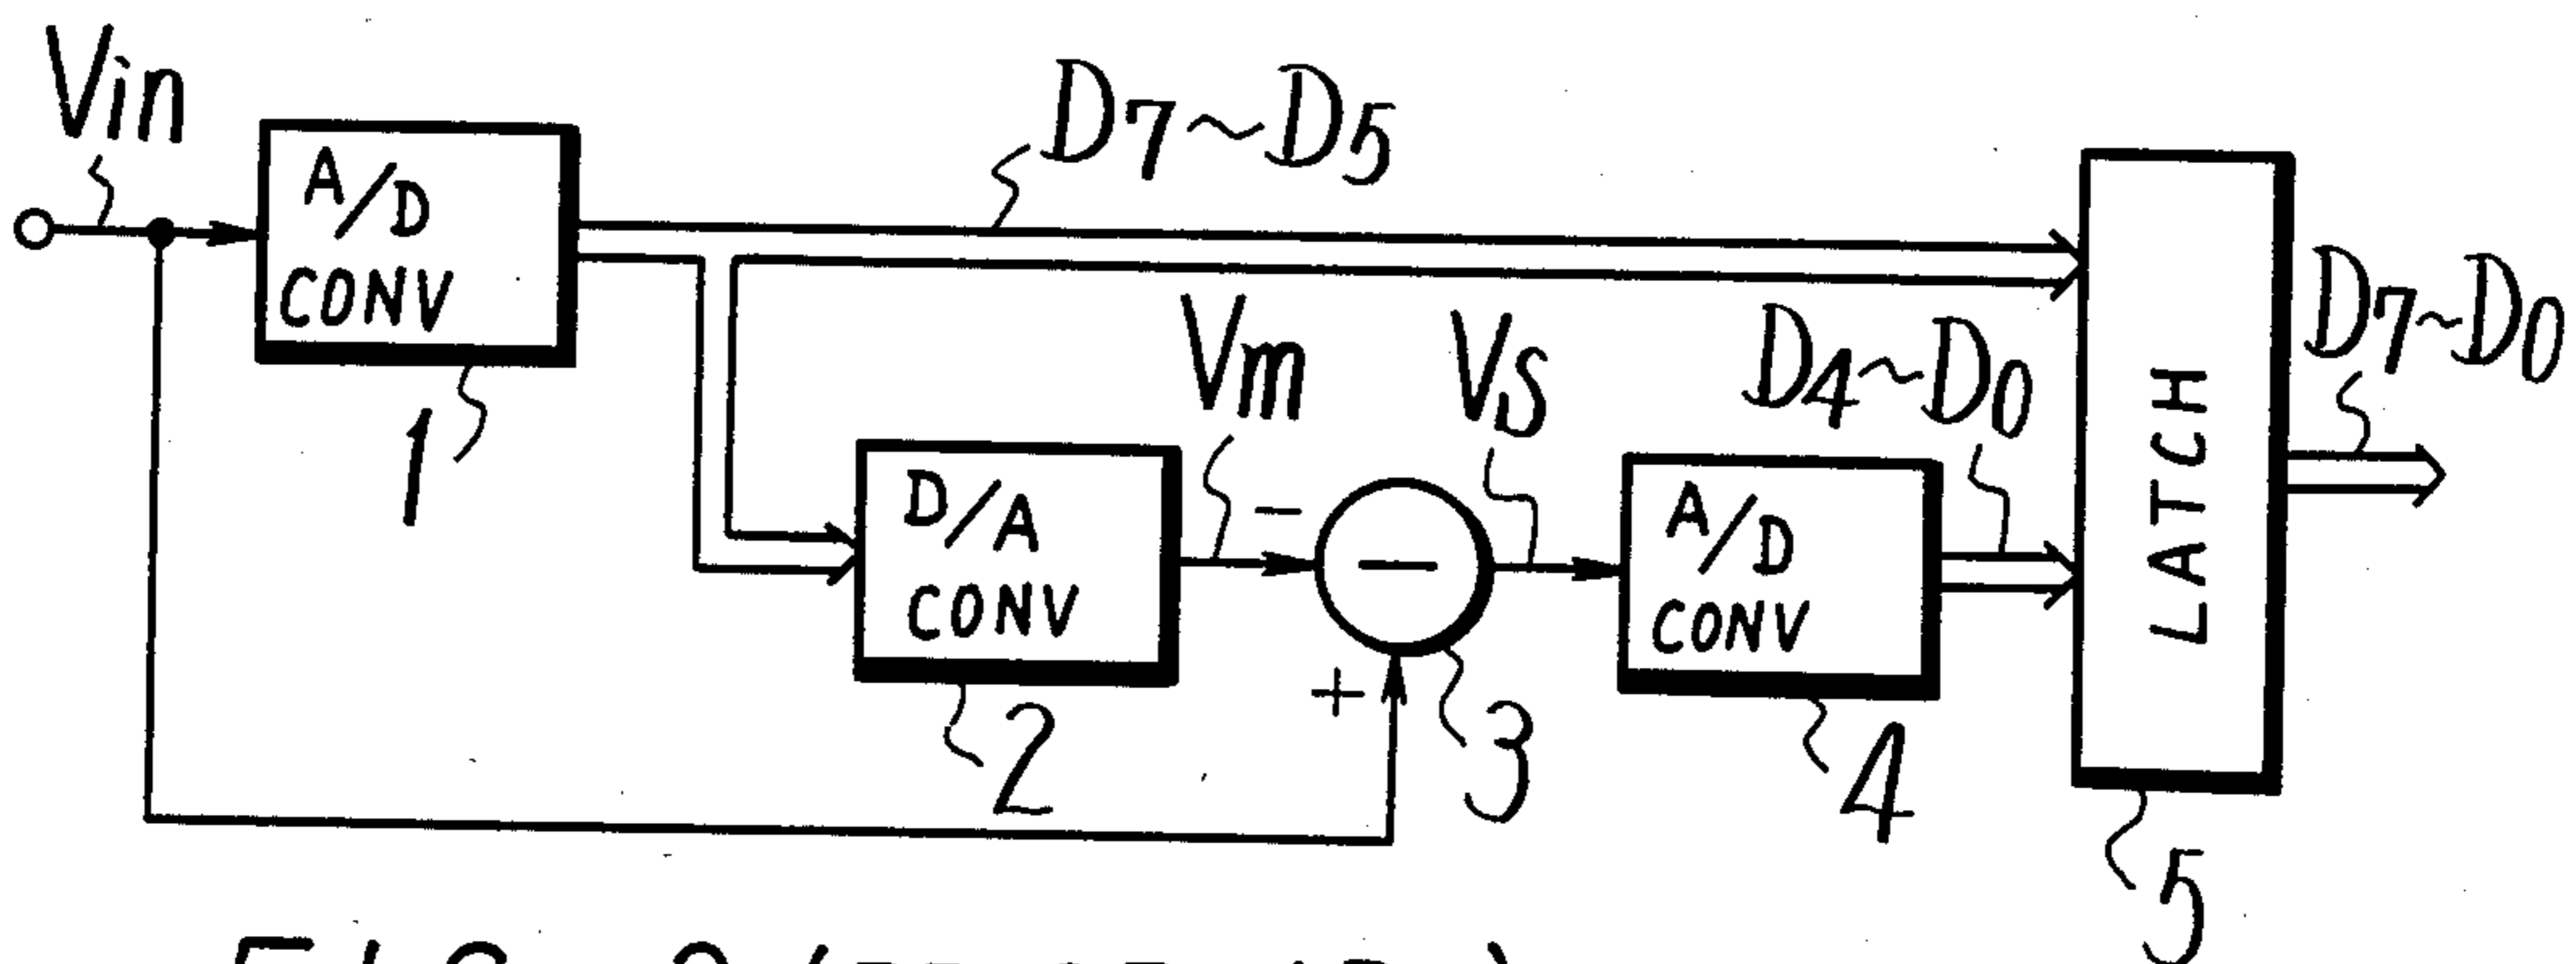 Vin
A/D
CONV
1
D7~D5
D/A
CONV
2
Vm
-
+
-
3
Vs
A/D
CONV
4
D4~D0
LATCH
5
D7~D0